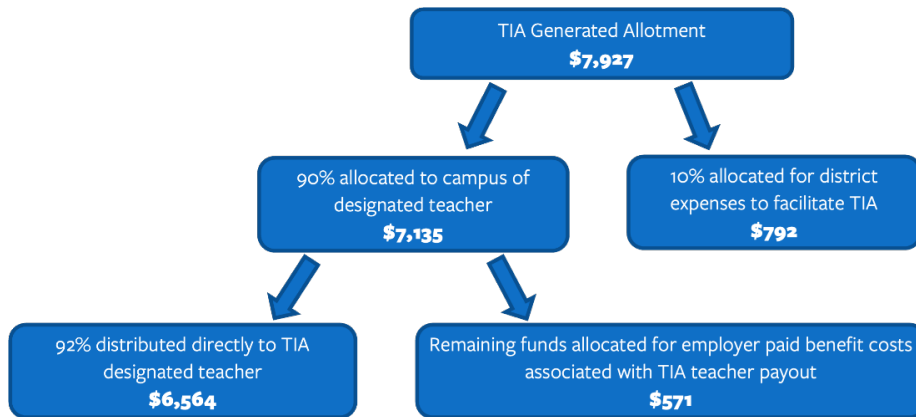 TIA Generated Allotment
$7,927
90% allocated to campus of
designated teacher
$7,135
10% allocated for district
expenses to facilitate TIA
$792
92% distributed directly to TIA
designated teacher
$6,564
Remaining funds allocated for employer paid benefit costs
associated with TIA teacher payout
$571